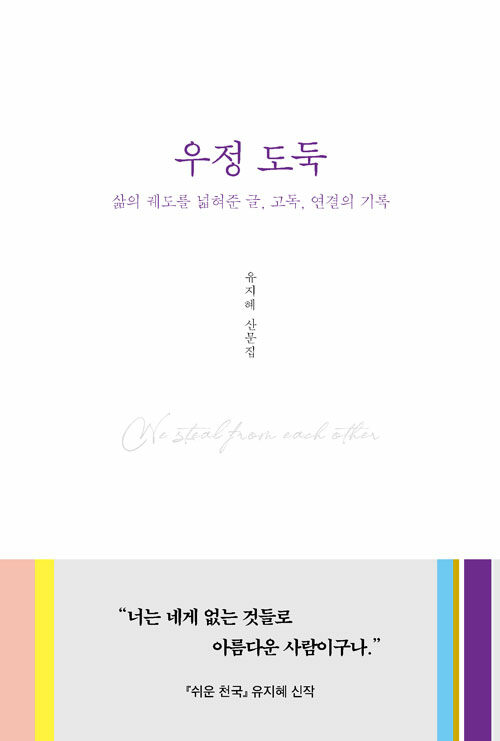 우정 도둑
삶의 궤도를 넓혀준 글, 고독, 연결의 기록
유지혜 산문집
We steal from each other
“너는 네게 없는 것들로
아름다운 사람이구나.”
『쉬운 천국』 유지혜 신작